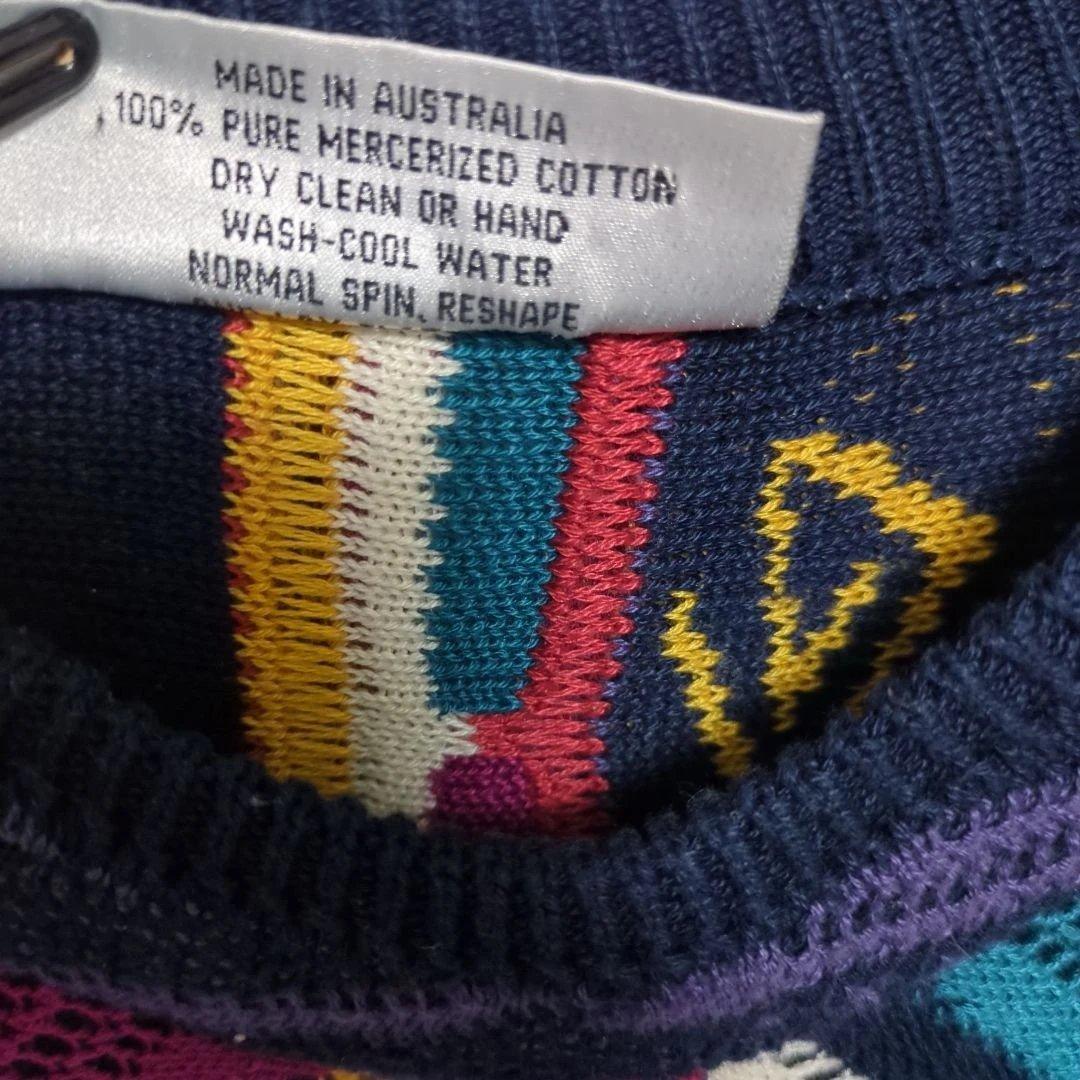 MADE IN AUSTRALIA
100% PURE MERCERIZED COTTON
DRY CLEAN OR HAND
WASH-COOL WATER
NORMAL SPIN, RESHAPE